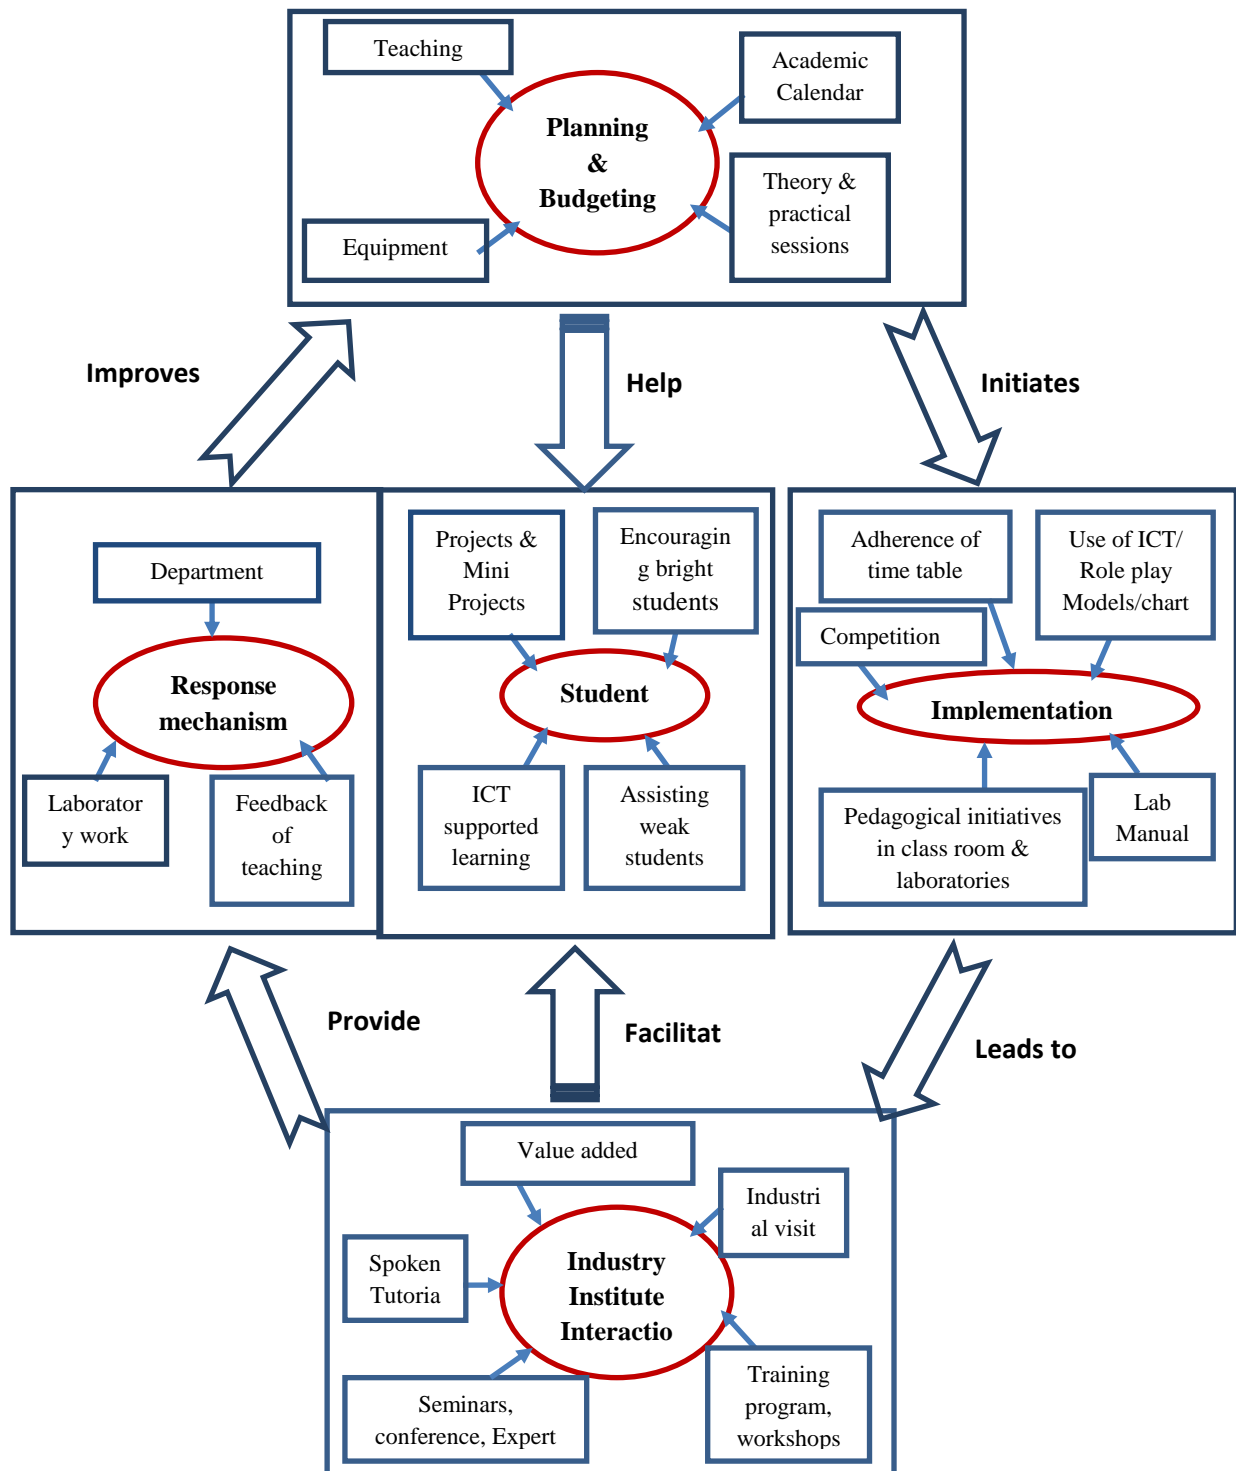 Teaching
Academic
Calendar
Planning
&
Budgeting
Theory &
practical
sessions
Equipment
Improves
Help
Initiates
Department
Response
mechanism
Laborator
y work
Feedback
of
teaching
Projects &
Mini
Projects
Encouragin
g bright
students
Student
ICT
supported
learning
Assisting
weak
students
Adherence of
time table
Use of ICT/
Role play
Models/chart
Competition
Implementation
Pedagogical initiatives
in class room &
laboratories
Lab
Manual
Provide
Facilitat
Leads to
Value added
Industri
al visit
Spoken
Tutoria
Industry
Institute
Interactio
Seminars,
conference, Expert
Training
program,
workshops